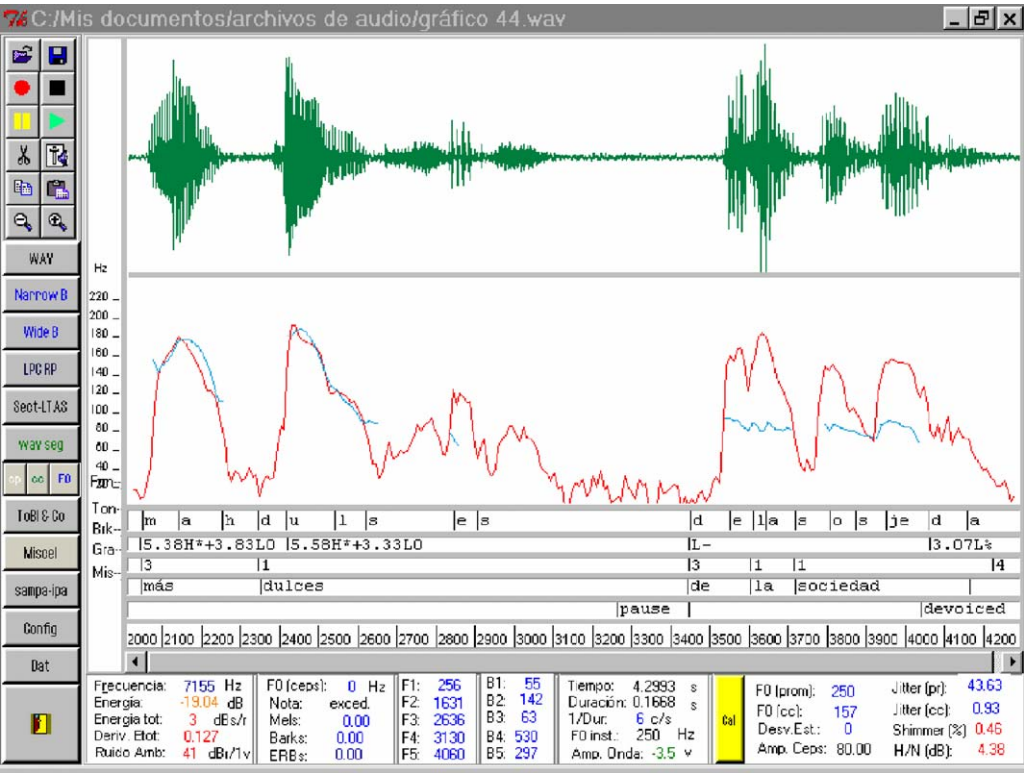 C:/Mis documentos/archivos de audio/gráfico 44.wav
WAV
Narrow B
Wide B
LPC RP
Sect-LTAS
wav seg
cc F0
ToBI & Co
Miscel
sampa-ipa
Config
Dat
Hz
220
200
180
160
140
120
100
80
60
40
Ton-
Brk-
Gra-
Mis-
m a h d u l s e s d e la s o s je d a
5.38H*+3.83L0 5.58H*+3.33L0 L- 3.07L%
3 1 3 1 1 4
más dulces de la sociedad
pause devoiced
2000 2100 2200 2300 2400 2500 2600 2700 2800 2900 3000 3100 3200 3300 3400 3500 3600 3700 3800 3900 4000 4100 4200
Frecuencia: 7155 Hz
Energia: -19.04 dB
Energia tot: 3 dBs/r
Deriv. Etot: 0.127
Ruido Amb: 41 dBr/1v
F0 (ceps): 0 Hz
Nota: exced.
Mels: 0.00
Barks: 0.00
ERBs: 0.00
F1: 256
F2: 1631
F3: 2636
F4: 3130
F5: 4060
B1: 55
B2: 142
B3: 63
B4: 530
B5: 297
Tiempo: 4.2993 s
Duración: 0.1668 s
1/Dur: 6 c/s
F0 inst.: 250 Hz
Amp. Onda: -3.5 v
Cal
F0 (prom): 250
F0 (cc): 157
Desv.Est.: 0
Amp. Ceps: 80.00
Jitter (pr): 43.63
Jitter (cc): 0.93
Shimmer (%) 0.46
H/N (dB): 4.38